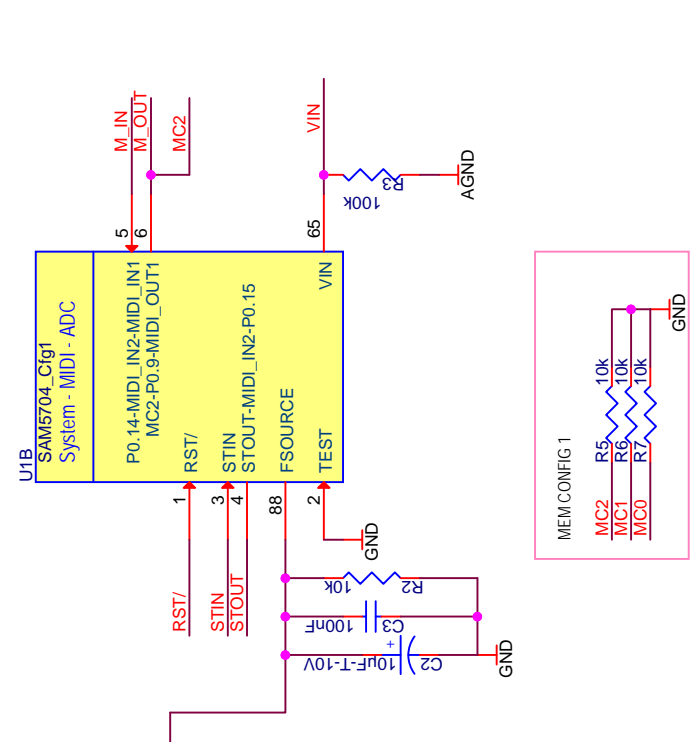 M_IN
M_OUT
MC2
VIN
R3
100k
AGND
5
6
65
U1B
SAM5704_Cfg1
System - MIDI - ADC
P0.14-MIDI_IN2-MIDI_IN1
MC2-P0.9-MIDI_OUT1
VIN
RST/
STIN
STOUT-MIDI_IN2-P0.15
FSOURCE
TEST
1
3
4
88
2
GND
RST/
STIN
STOUT
10k
R2
100nF
C3
+
10µF-T-10V
C2
GND
MEM CONFIG 1
MC2
R5
10k
MC1
R6
10k
MC0
R7
10k
GND